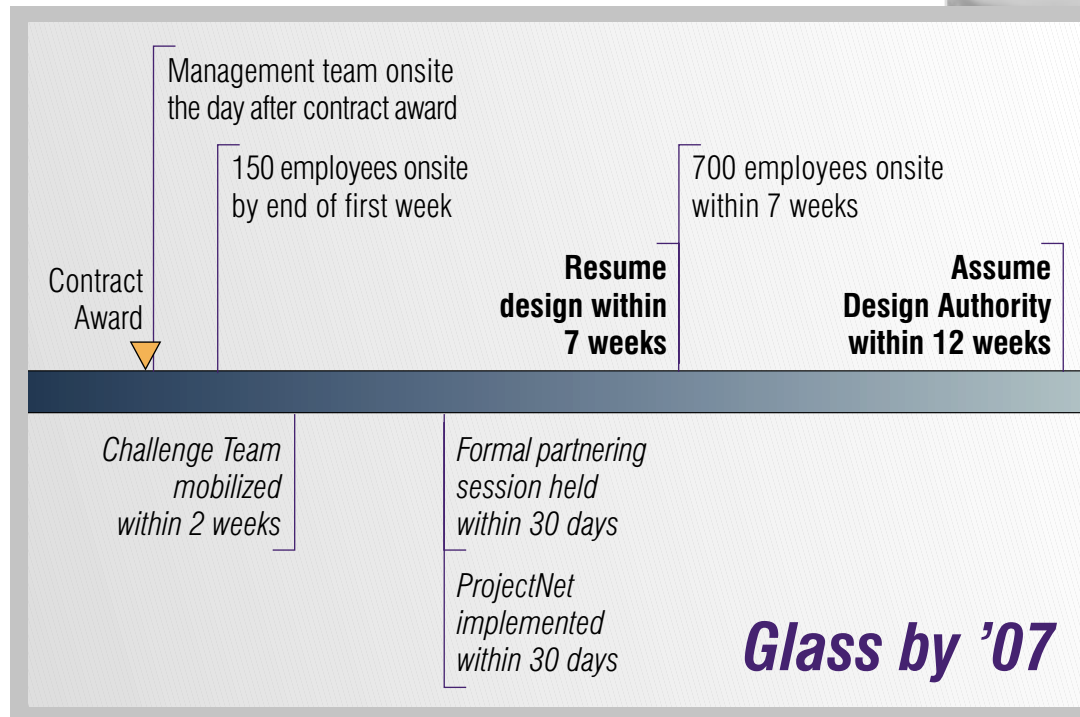 Management team onsite
the day after contract award
150 employees onsite
by end of first week
700 employees onsite
within 7 weeks
Contract
Award
Resume
design within
7 weeks
Assume
Design Authority
within 12 weeks
Challenge Team
mobilized
within 2 weeks
Formal partnering
session held
within 30 days
ProjectNet
implemented
within 30 days
Glass by ’07